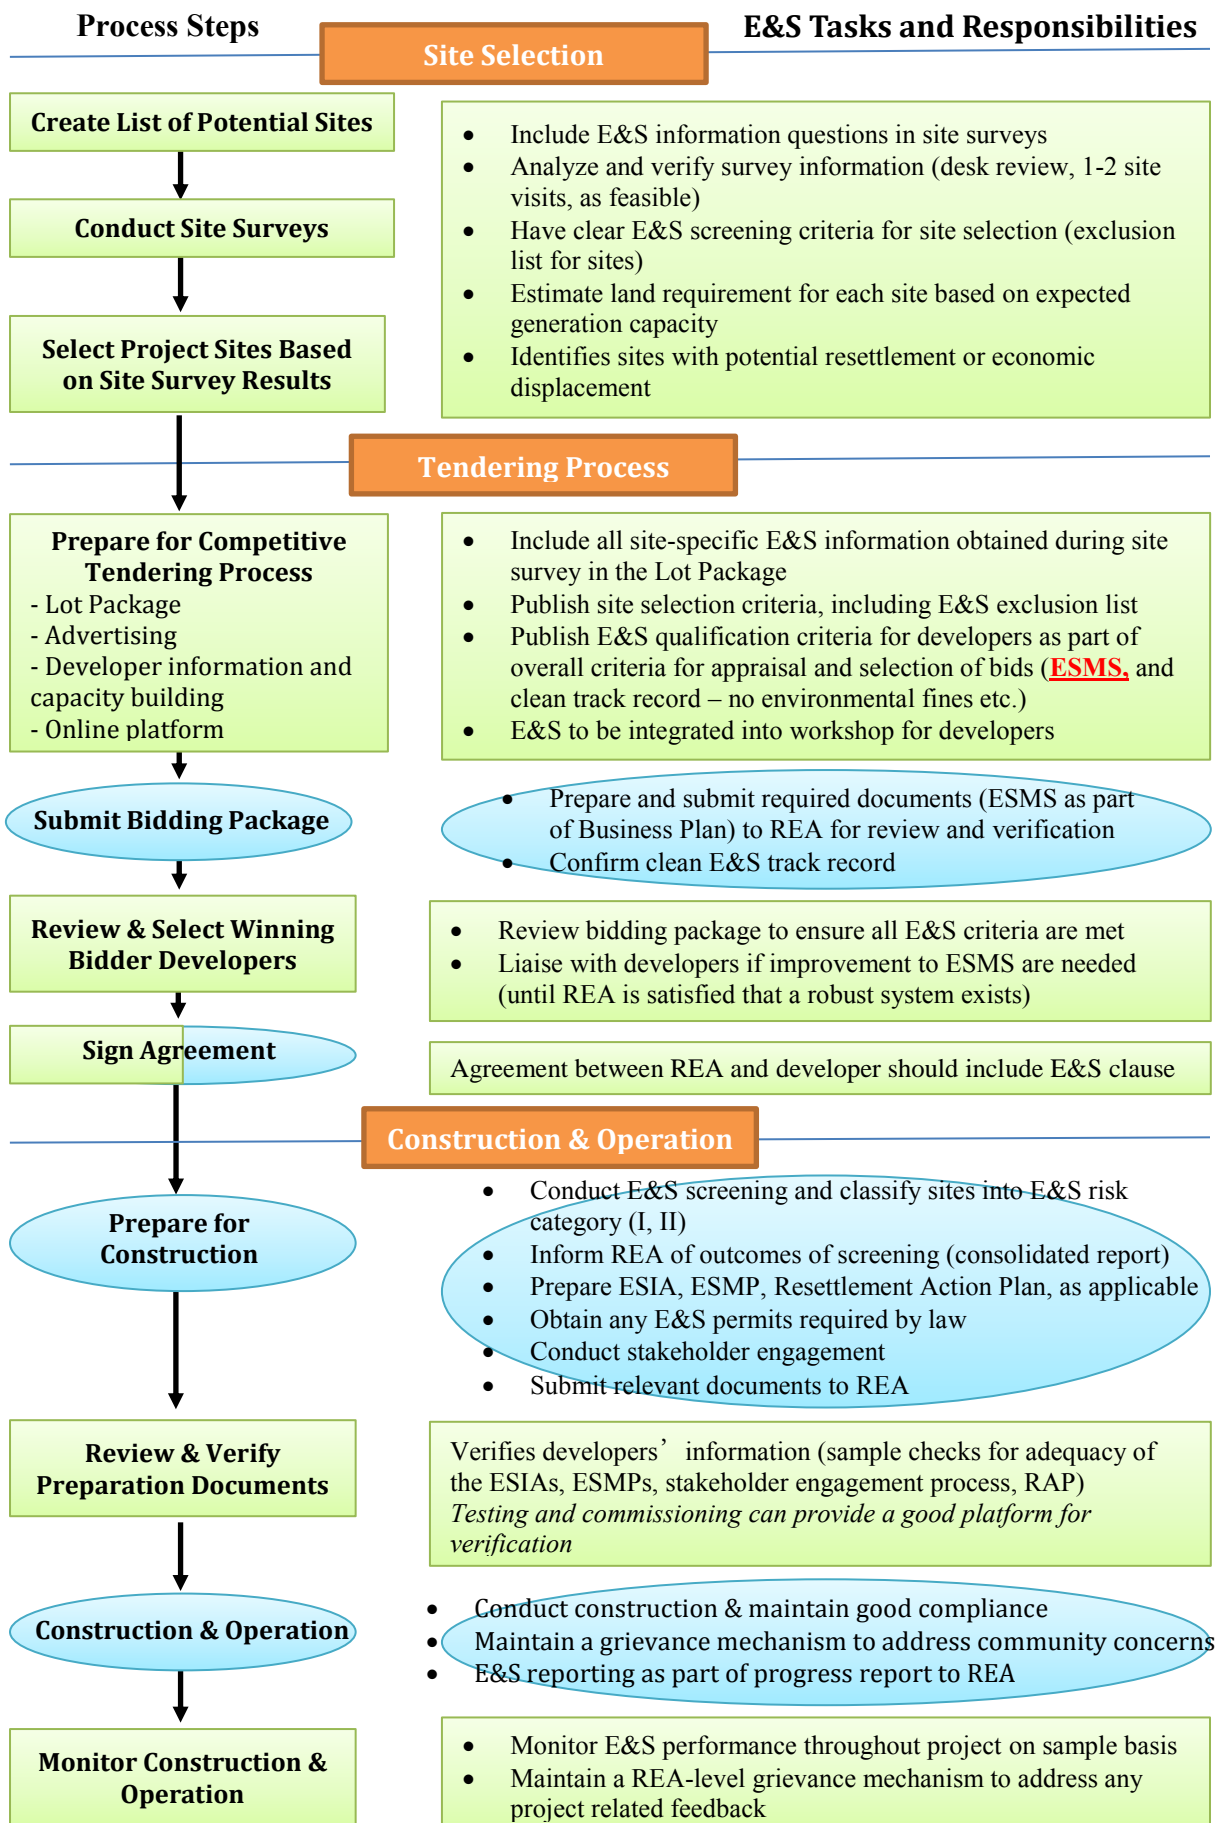 Process Steps
E&S Tasks and Responsibilities
Site Selection
Create List of Potential Sites
Conduct Site Surveys
Select Project Sites Based
on Site Survey Results
• Include E&S information questions in site surveys
• Analyze and verify survey information (desk review, 1-2 site
visits, as feasible)
• Have clear E&S screening criteria for site selection (exclusion
list for sites)
• Estimate land requirement for each site based on expected
generation capacity
• Identifies sites with potential resettlement or economic
displacement
Tendering Process
Prepare for Competitive
Tendering Process
- Lot Package
- Advertising
- Developer information and
capacity building
- Online platform
• Include all site-specific E&S information obtained during site
survey in the Lot Package
• Publish site selection criteria, including E&S exclusion list
• Publish E&S qualification criteria for developers as part of
overall criteria for appraisal and selection of bids (ESMS, and
clean track record – no environmental fines etc.)
• E&S to be integrated into workshop for developers
Submit Bidding Package
• Prepare and submit required documents (ESMS as part
of Business Plan) to REA for review and verification
• Confirm clean E&S track record
Review & Select Winning
Bidder Developers
• Review bidding package to ensure all E&S criteria are met
• Liaise with developers if improvement to ESMS are needed
(until REA is satisfied that a robust system exists)
Sign Agreement
Agreement between REA and developer should include E&S clause
Construction & Operation
Prepare for
Construction
• Conduct E&S screening and classify sites into E&S risk
category (I, II)
• Inform REA of outcomes of screening (consolidated report)
• Prepare ESIA, ESMP, Resettlement Action Plan, as applicable
• Obtain any E&S permits required by law
• Conduct stakeholder engagement
• Submit relevant documents to REA
Review & Verify
Preparation Documents
Verifies developers’ information (sample checks for adequacy of
the ESIAs, ESMPs, stakeholder engagement process, RAP)
Testing and commissioning can provide a good platform for
verification
Construction & Operation
• Conduct construction & maintain good compliance
• Maintain a grievance mechanism to address community concerns
• E&S reporting as part of progress report to REA
Monitor Construction &
Operation
• Monitor E&S performance throughout project on sample basis
• Maintain a REA-level grievance mechanism to address any
project related feedback